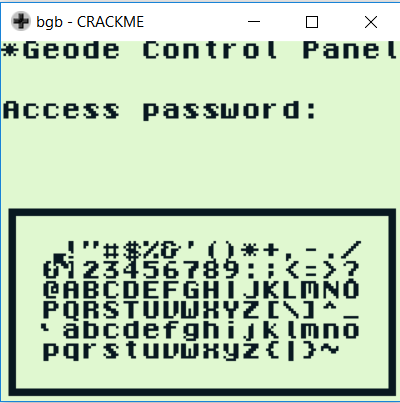 bgb - CRACKME
*Geode Control Panel
Access password:
!"#$%&'()*+,-./
0123456789:;<=>?
@ABCDEFGHIJKLMNO
PQRSTUVWXYZ[\]^_
`abcdefghijklmno
pqrstuvwxyz{|}~